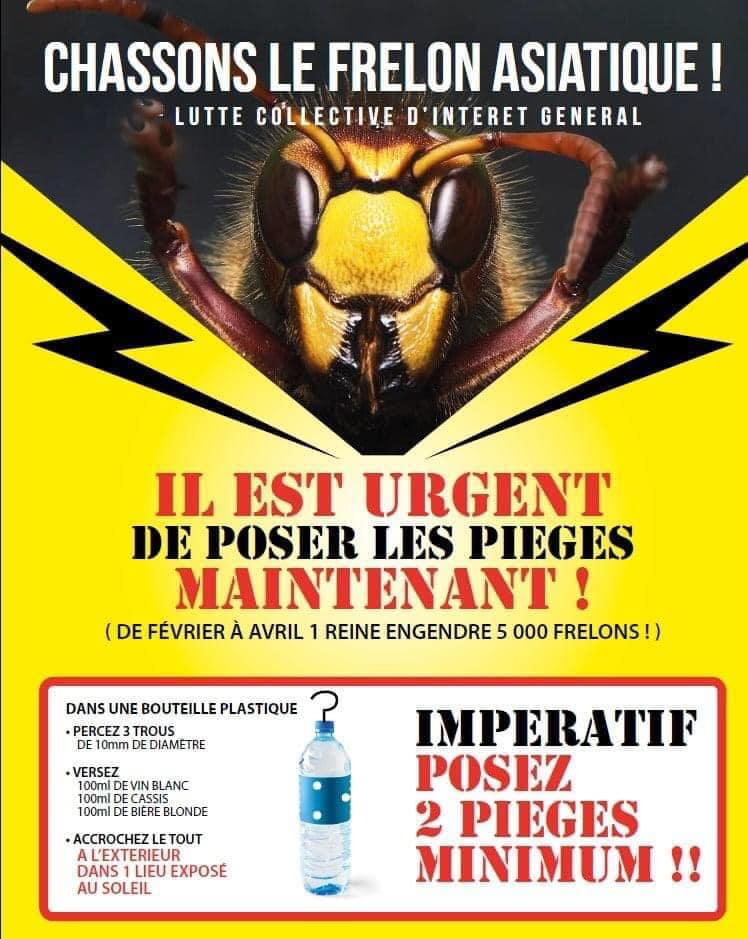 CHASSONS LE FRELON ASIATIQUE !
LUTTE COLLECTIVE D'INTERET GENERAL
IL EST URGENT
DE POSER LES PIEGES
MAINTENANT !
( DE FÉVRIER À AVRIL 1 REINE ENGENDRE 5 000 FRELONS ! )
DANS UNE BOUTEILLE PLASTIQUE
• PERCEZ 3 TROUS
DE 10mm DE DIAMÈTRE
• VERSEZ
100ml DE VIN BLANC
100ml DE CASSIS
100ml DE BIÈRE BLONDE
• ACCROCHEZ LE TOUT
A L'EXTERIEUR
DANS 1 LIEU EXPOSÉ
AU SOLEIL
IMPERATIF
POSEZ
2 PIEGES
MINIMUM !!